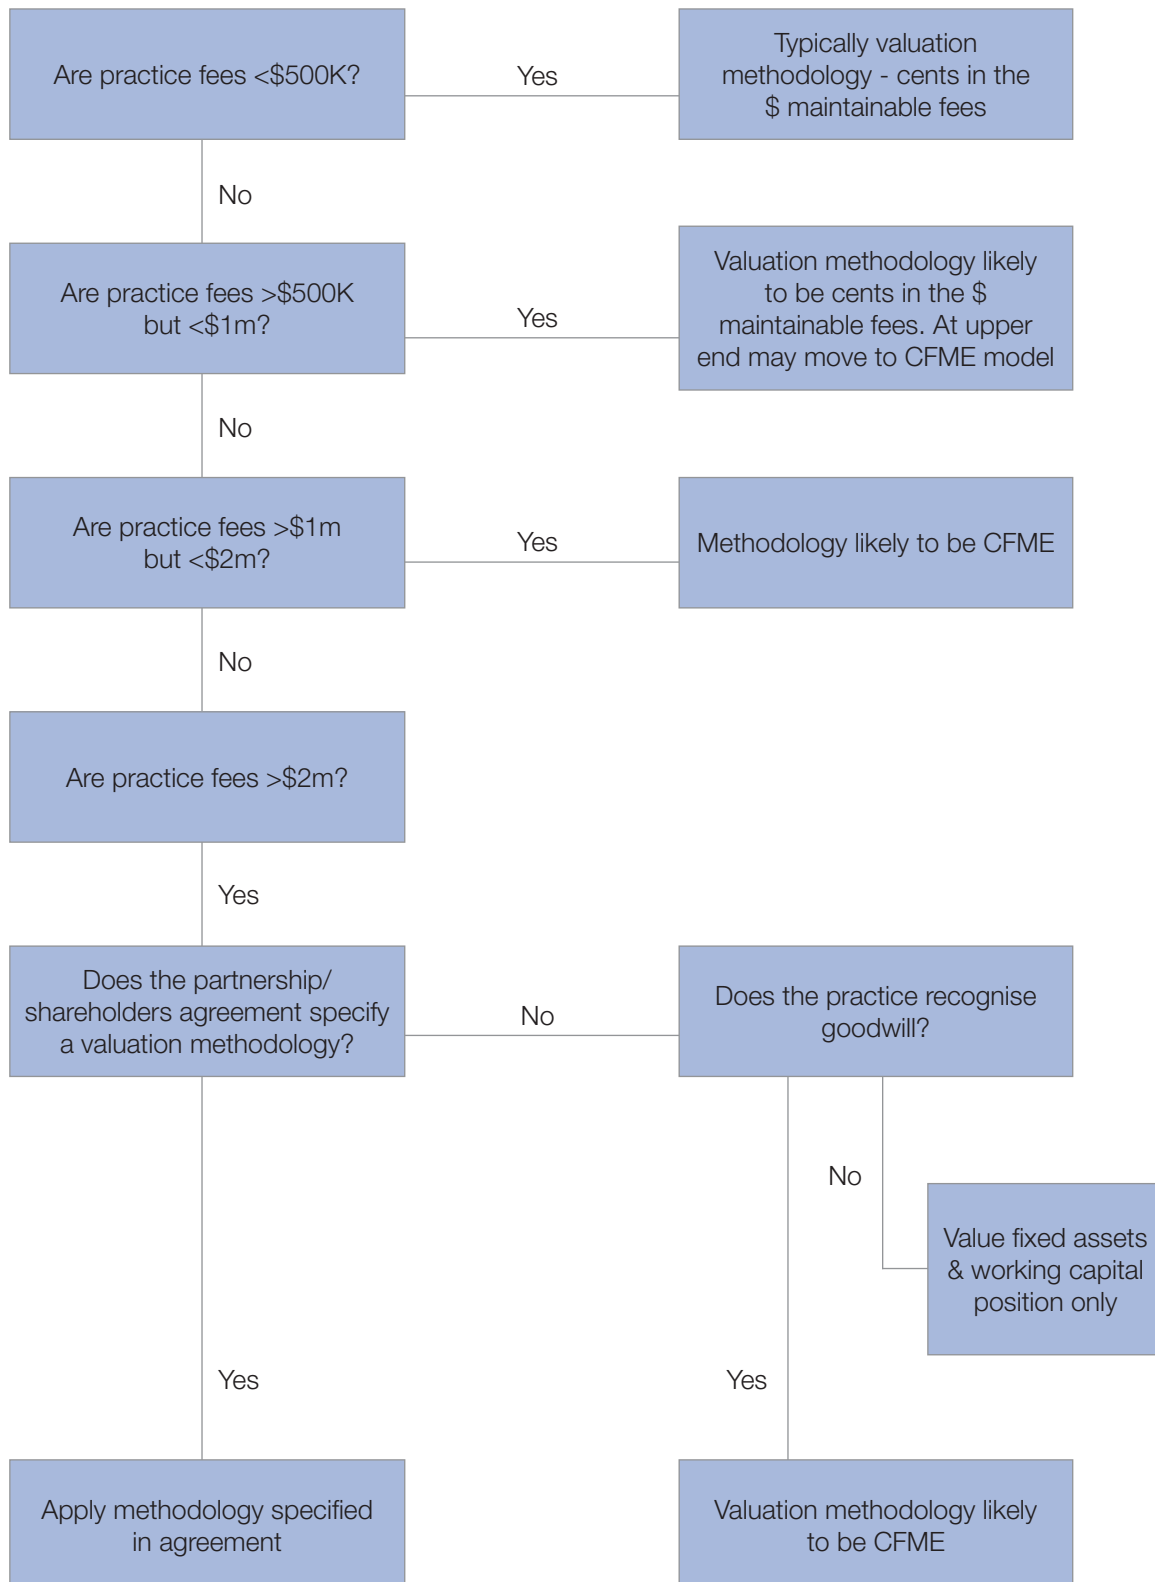 Are practice fees <$500K?
Yes
Typically valuation
methodology - cents in the
$ maintainable fees
No
Are practice fees >$500K
but <$1m?
Yes
Valuation methodology likely
to be cents in the $
maintainable fees. At upper
end may move to CFME model
No
Are practice fees >$1m
but <$2m?
Yes
Methodology likely to be CFME
No
Are practice fees >$2m?
Yes
Does the partnership/
shareholders agreement specify
a valuation methodology?
No
Does the practice recognise
goodwill?
No
Value fixed assets
& working capital
position only
Yes
Yes
Apply methodology specified
in agreement
Valuation methodology likely
to be CFME